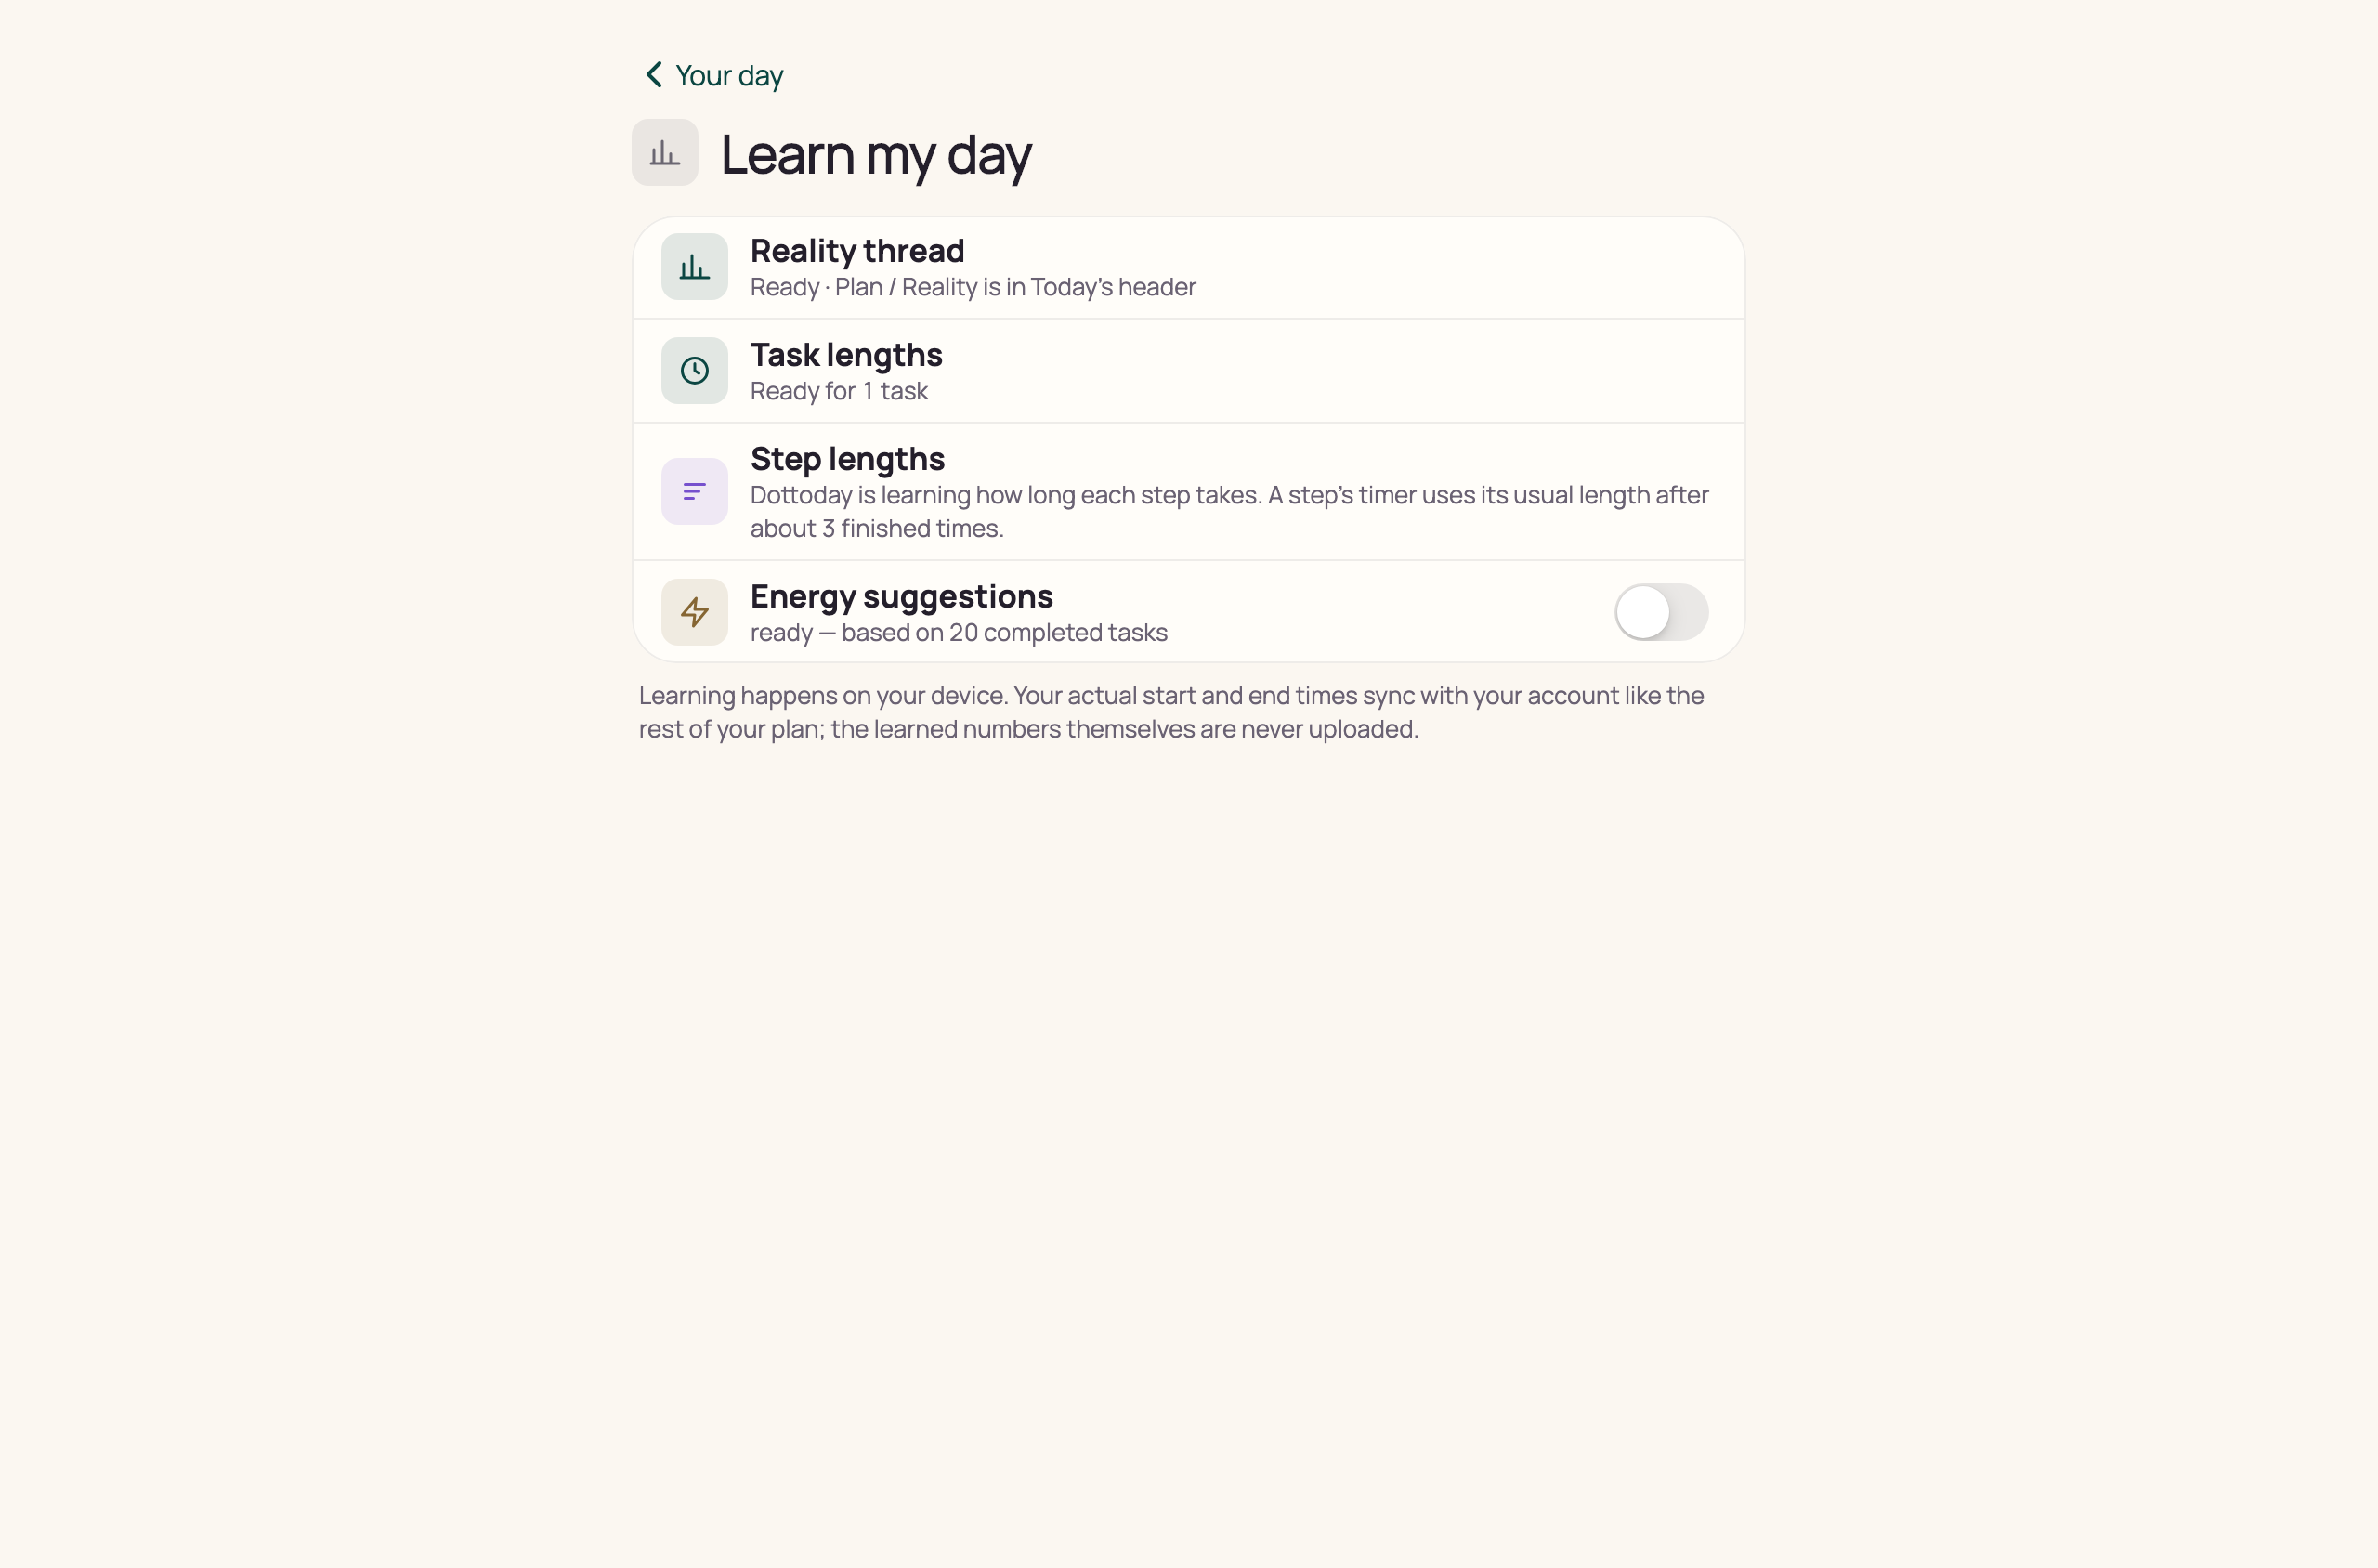 Your day
Learn my day
Reality thread
Ready · Plan / Reality is in Today’s header
Task lengths
Ready for 1 task
Step lengths
Dottoday is learning how long each step takes. A step’s timer uses its usual length after
about 3 finished times.
Energy suggestions
ready — based on 20 completed tasks
Learning happens on your device. Your actual start and end times sync with your account like the
rest of your plan; the learned numbers themselves are never uploaded.